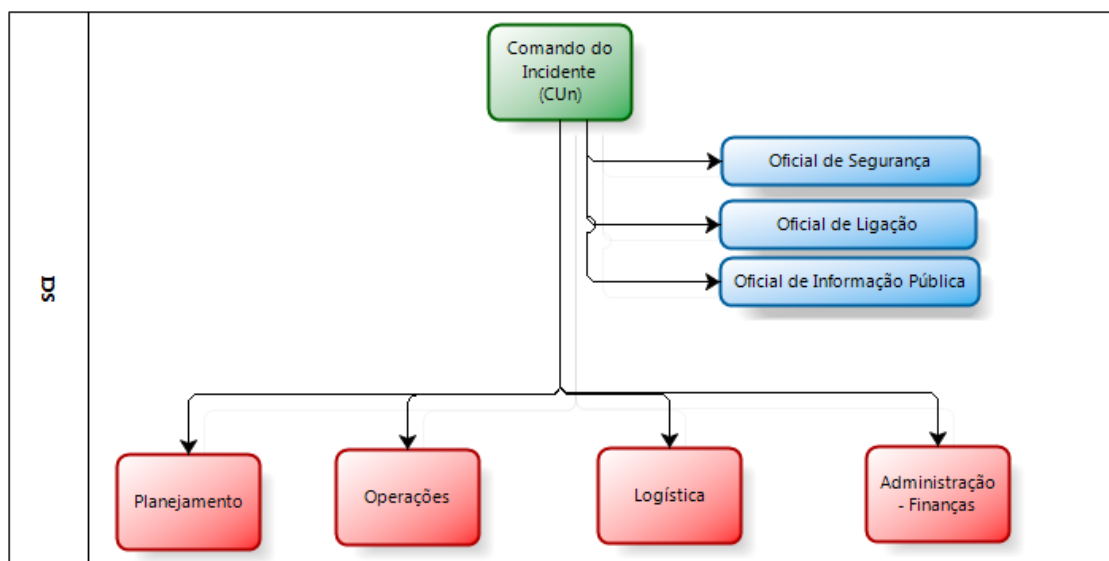 SCI
Comando do
Incidente
(CUn)
Oficial de Segurança
Oficial de Ligação
Oficial de Informação Pública
Planejamento
Operações
Logística
Administração
- Finanças